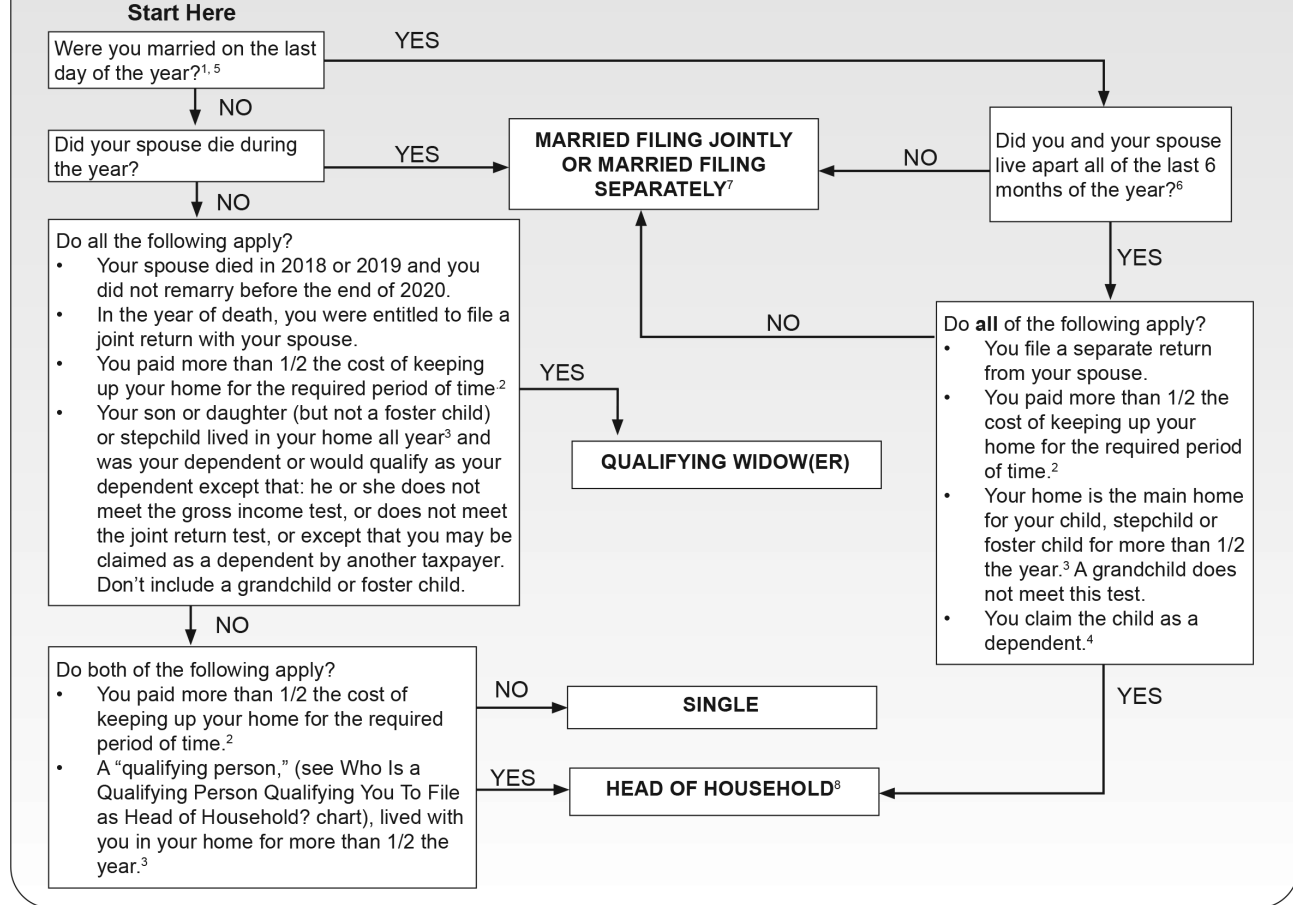 Start Here
Were you married on the last
day of the year?1, 5
YES
NO
Did your spouse die during
the year?
YES
MARRIED FILING JOINTLY
OR MARRIED FILING
SEPARATELY7
NO
Did you and your spouse
live apart all of the last 6
months of the year?6
NO
YES
Do all the following apply?
• Your spouse died in 2018 or 2019 and you
did not remarry before the end of 2020.
• In the year of death, you were entitled to file a
joint return with your spouse.
• You paid more than 1/2 the cost of keeping
up your home for the required period of time.2
• Your son or daughter (but not a foster child)
or stepchild lived in your home all year3 and
was your dependent or would qualify as your
dependent except that: he or she does not
meet the gross income test, or does not meet
the joint return test, or except that you may be
claimed as a dependent by another taxpayer.
Don’t include a grandchild or foster child.
YES
QUALIFYING WIDOW(ER)
NO
Do all of the following apply?
• You file a separate return
from your spouse.
• You paid more than 1/2 the
cost of keeping up your
home for the required period
of time.2
• Your home is the main home
for your child, stepchild or
foster child for more than 1/2
the year.3 A grandchild does
not meet this test.
• You claim the child as a
dependent.4
NO
YES
Do both of the following apply?
• You paid more than 1/2 the cost of
keeping up your home for the required
period of time.2
• A “qualifying person,” (see Who Is a
Qualifying Person Qualifying You To File
as Head of Household? chart), lived with
you in your home for more than 1/2 the
year.3
NO
SINGLE
YES
HEAD OF HOUSEHOLD8